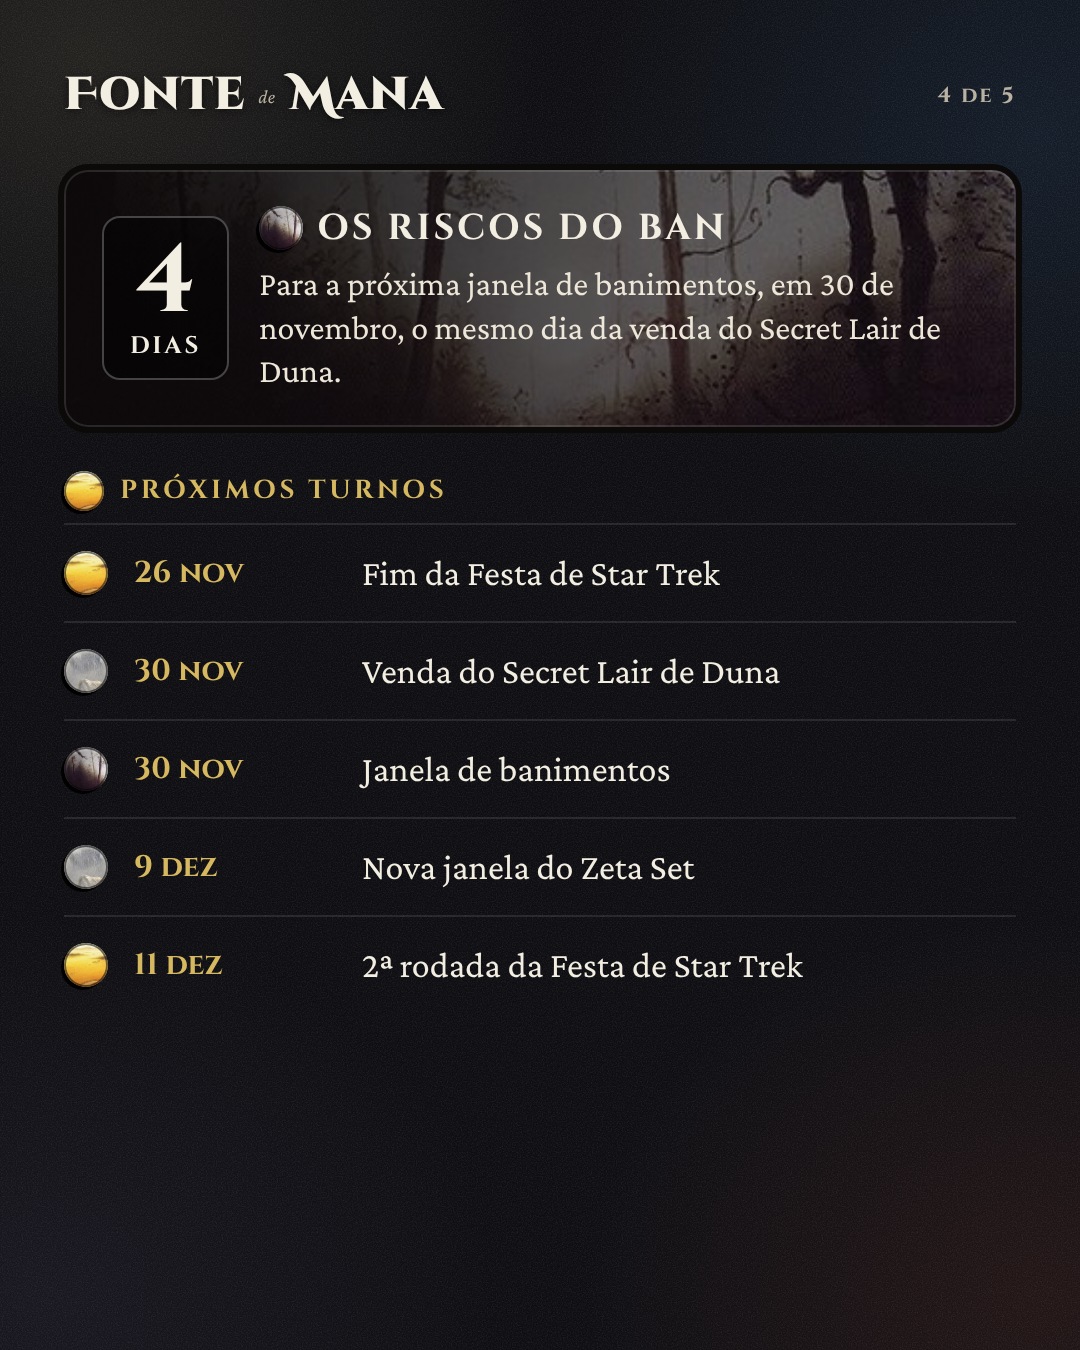 FONTE de MANA
4 DE 5
4
DIAS
OS RISCOS DO BAN
Para a próxima janela de banimentos, em 30 de
novembro, o mesmo dia da venda do Secret Lair de
Duna.
PRÓXIMOS TURNOS
26 NOV Fim da Festa de Star Trek
30 NOV Venda do Secret Lair de Duna
30 NOV Janela de banimentos
9 DEZ Nova janela do Zeta Set
11 DEZ 2ª rodada da Festa de Star Trek